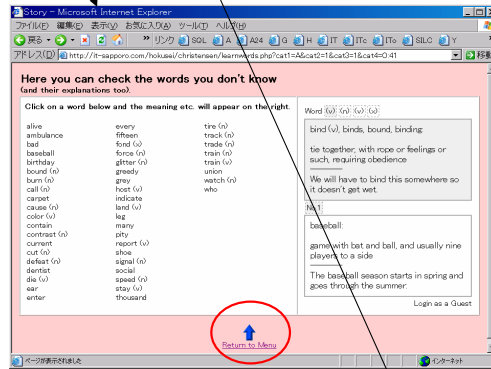 Story - Microsoft Internet Explorer
ファイル(F) 編集(E) 表示(V) お気に入り(A) ツール(T) ヘルプ(H)
戻る リンク SQL A A24 G H IT ITc ITo SILC Y
アドレス(D) http://it-sapporo.com/hokusei/christensen/learnwords.php?cat1=A&cat2=1&cat3=1&cat4=0:41 移動
Here you can check the words you don't know
(and their explanations too).
Click on a word below and the meaning etc. will appear on the right.
alive
ambulance
bad
baseball
birthday
bound (n)
burn (n)
call (n)
carpet
cause (n)
color (v)
contain
contrast (n)
current
cut (n)
defeat (n)
dentist
die (v)
ear
enter
every
fifteen
fond (v)
force (n)
glitter (n)
greedy
grey
host (v)
indicate
land (v)
leg
many
pity
report (v)
shoe
signal (n)
social
speed (n)
stay (v)
thousand
tire (n)
track (n)
trade (n)
train (n)
train (v)
union
watch (n)
who
Word (v) (n) (v) (v)
bind (v), binds, bound, binding:
tie together, with rope or feelings or
such, requiring obedience
We will have to bind this somewhere so
it doesn't get wet.
No.1
baseball:
game with bat and ball, and usually nine
players to a side
The baseball season starts in spring and
goes through the summer.
Login as a Guest
Return to Menu
ページが表示されました インターネット